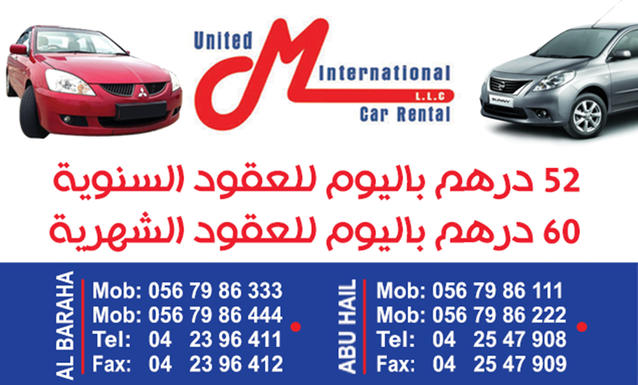 United
International
L.L.C
Car Rental
SUNNY
52 درهم باليوم للعقود السنوية
60 درهم باليوم للعقود الشهرية
AL BARAHA
Mob: 056 79 86 333
Mob: 056 79 86 444
Tel: 04 23 96 411
Fax: 04 23 96 412
ABU HAIL
Mob: 056 79 86 111
Mob: 056 79 86 222
Tel: 04 25 47 908
Fax: 04 25 47 909